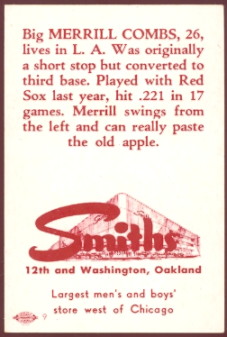 Big MERRILL COMBS, 26,
lives in L. A. Was originally
a short stop but converted to
third base. Played with Red
Sox last year, hit .221 in 17
games. Merrill swings from
the left and can really paste
the old apple.
Smiths
12th and Washington, Oakland
Largest men's and boys'
store west of Chicago
9